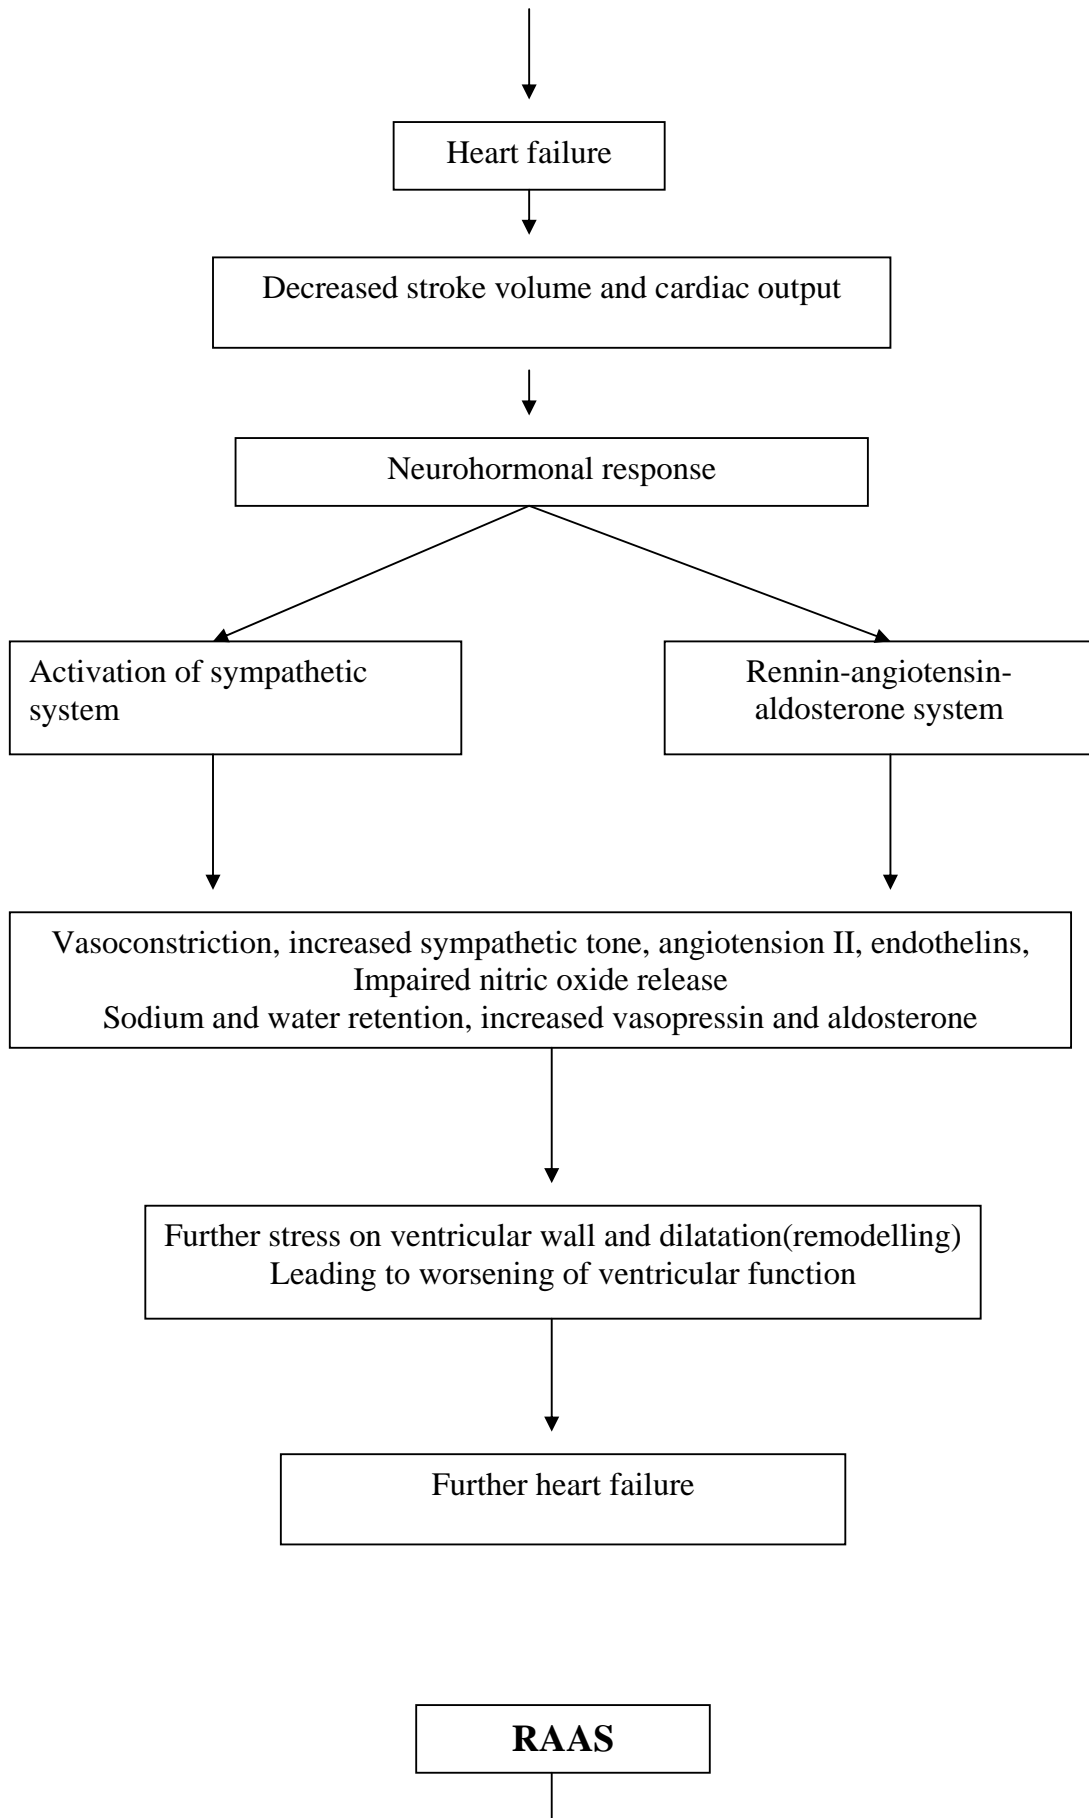 Heart failure
Decreased stroke volume and cardiac output
Neurohormonal response
Activation of sympathetic
system
Rennin-angiotensin-
aldosterone system
Vasoconstriction, increased sympathetic tone, angiotension II, endothelins,
Impaired nitric oxide release
Sodium and water retention, increased vasopressin and aldosterone
Further stress on ventricular wall and dilatation(remodelling)
Leading to worsening of ventricular function
Further heart failure
RAAS